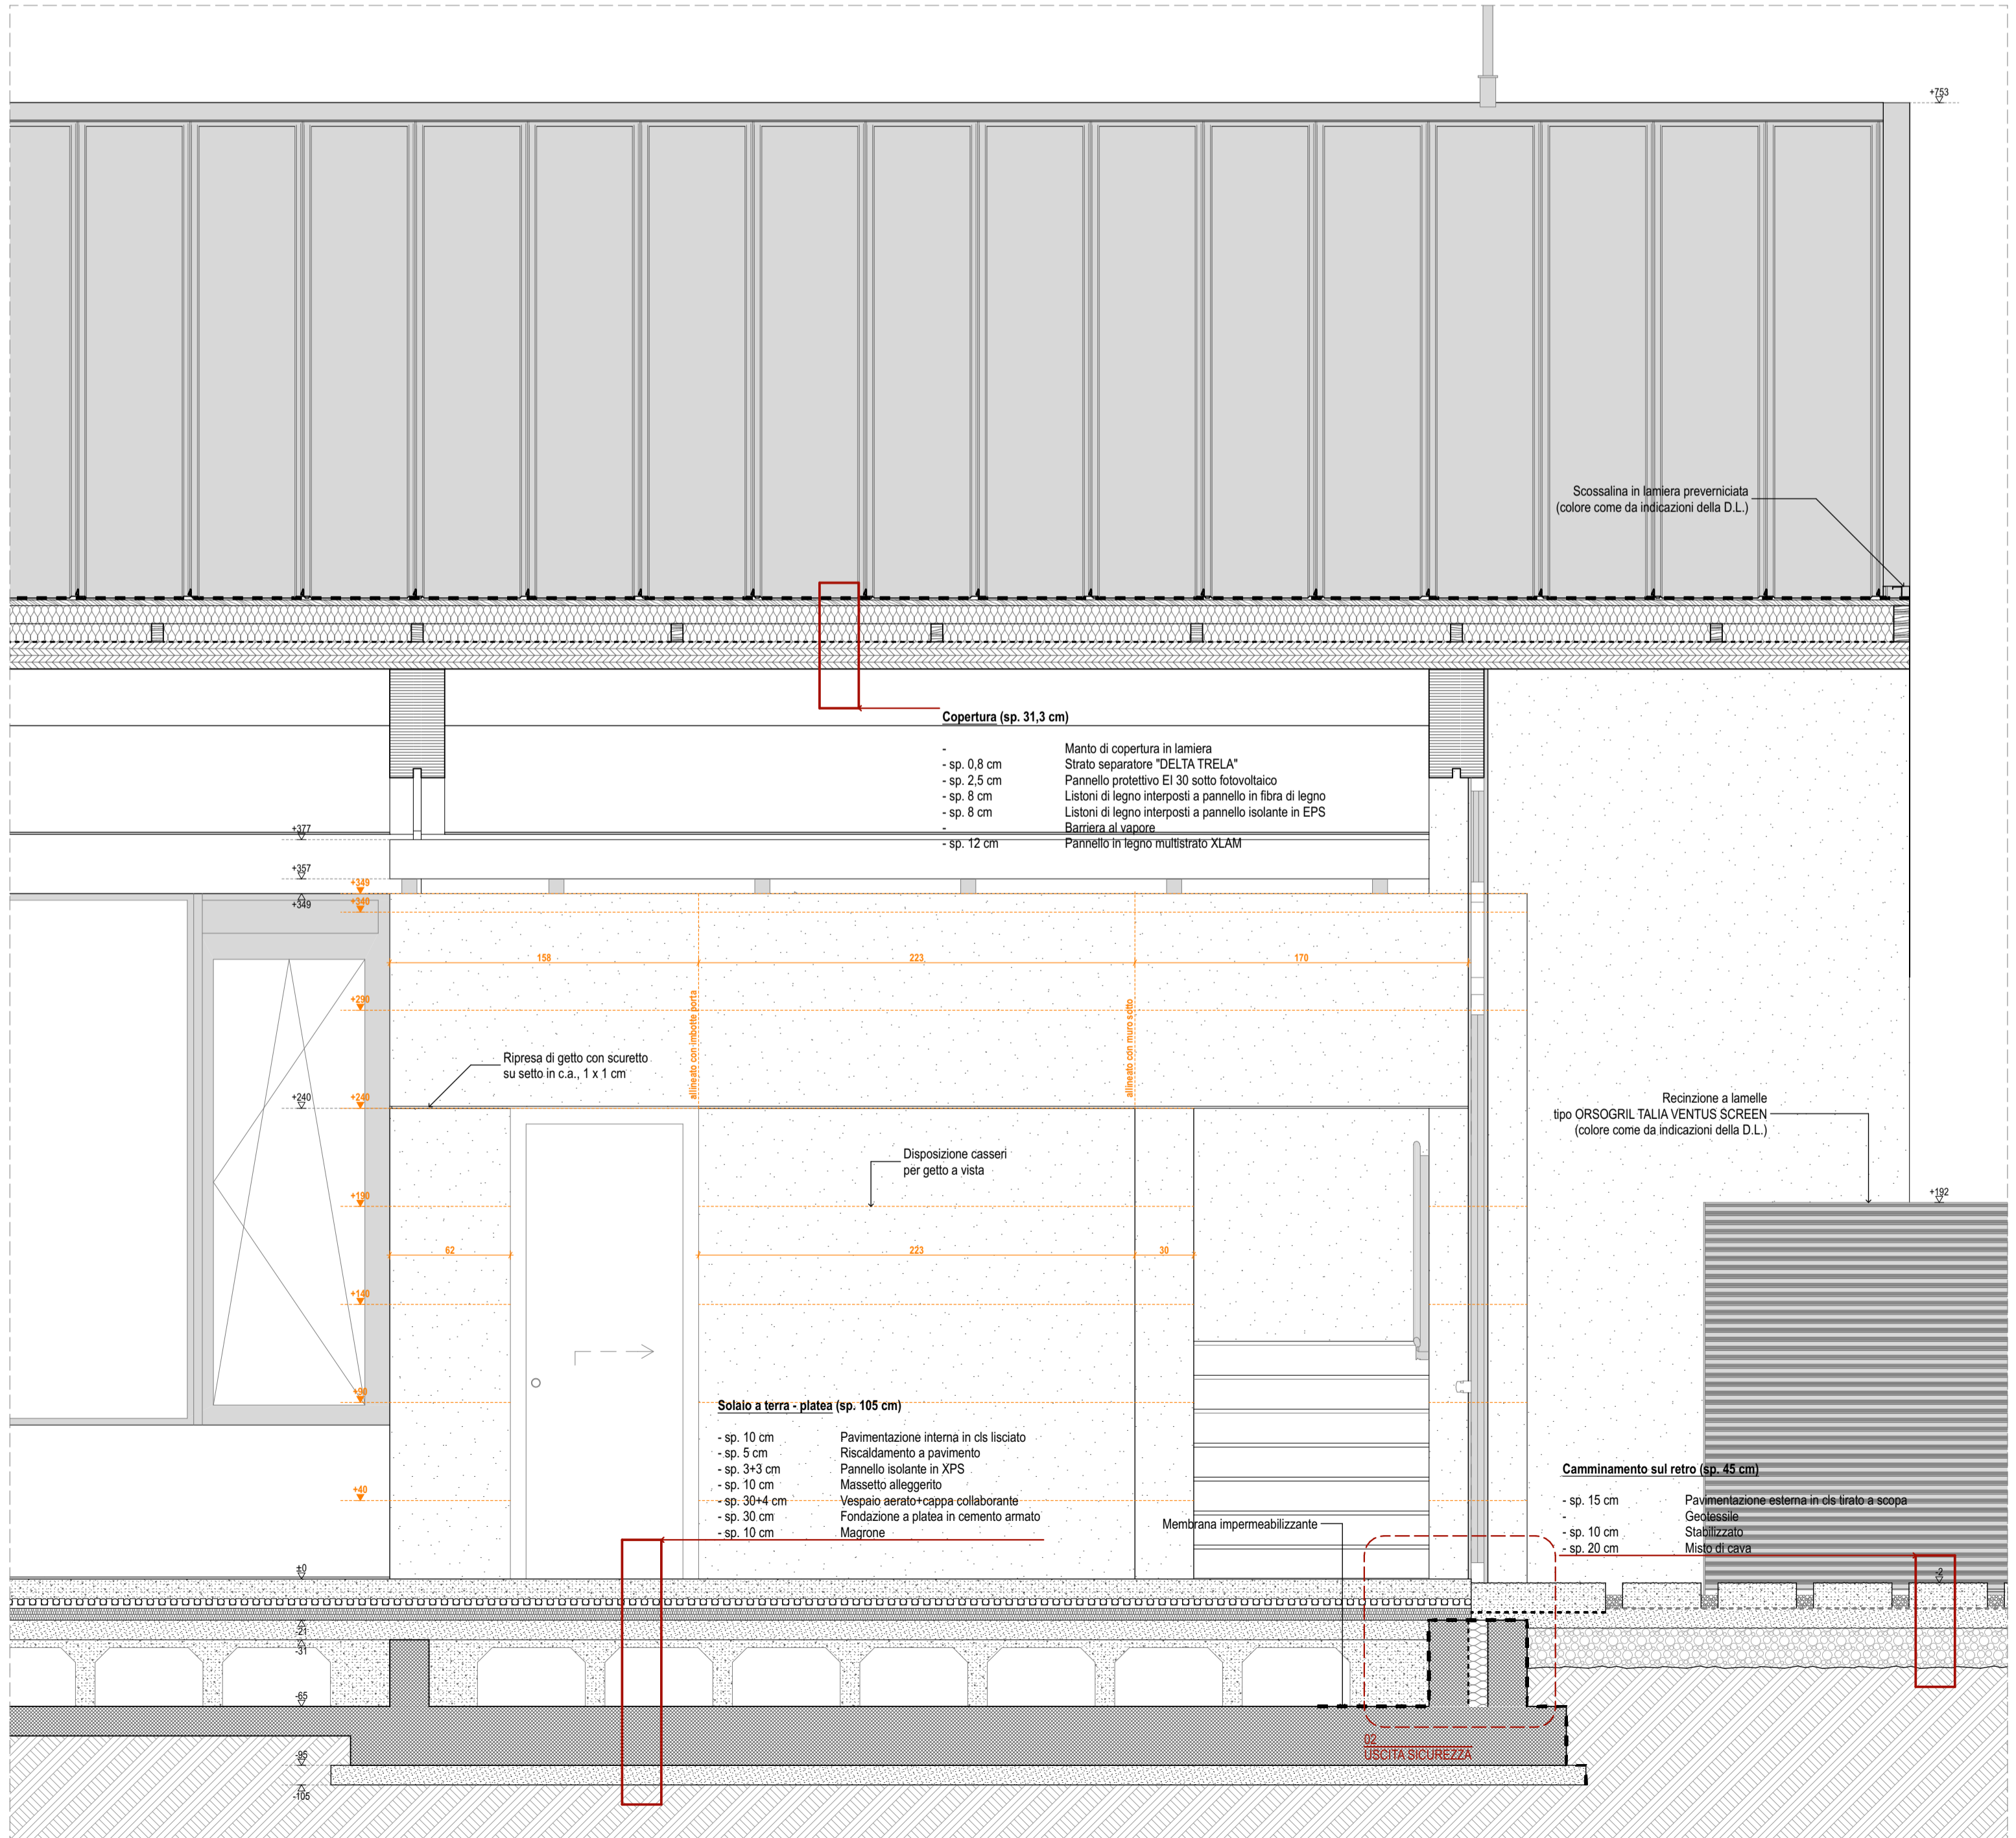 +753
Scossalina in lamiera preverniciata
(colore come da indicazioni della D.L.)
Copertura (sp. 31,3 cm)
- Manto di copertura in lamiera
- sp. 0,8 cm Strato separatore "DELTA TRELA"
- sp. 2,5 cm Pannello protettivo EI 30 sotto fotovoltaico
- sp. 8 cm Listoni di legno interposti a pannello in fibra di legno
- sp. 8 cm Listoni di legno interposti a pannello isolante in EPS
- Barriera al vapore
- sp. 12 cm Pannello in legno multistrato XLAM
+377
+357
+349
+349
+340
158
223
170
+290
allineato con imbotte porta
allineato con muro sotto
Ripresa di getto con scuretto
su setto in c.a., 1 x 1 cm
+240
+240
Recinzione a lamelle
tipo ORSOGRIL TALIA VENTUS SCREEN
(colore come da indicazioni della D.L.)
Disposizione casseri
per getto a vista
+190
+192
62
223
30
+140
+90
Solaio a terra - platea (sp. 105 cm)
- sp. 10 cm Pavimentazione interna in cls lisciato
- sp. 5 cm Riscaldamento a pavimento
- sp. 3+3 cm Pannello isolante in XPS
- sp. 10 cm Massetto alleggerito
- sp. 30+4 cm Vespaio aerato+cappa collaborante
- sp. 30 cm Fondazione a platea in cemento armato
- sp. 10 cm Magrone
+40
Membrana impermeabilizzante
Camminamento sul retro (sp. 45 cm)
- sp. 15 cm Pavimentazione esterna in cls tirato a scopa
- Geotessile
- sp. 10 cm Stabilizzato
- sp. 20 cm Misto di cava
±0
-2
-21
-31
-65
02
USCITA SICUREZZA
-95
-105